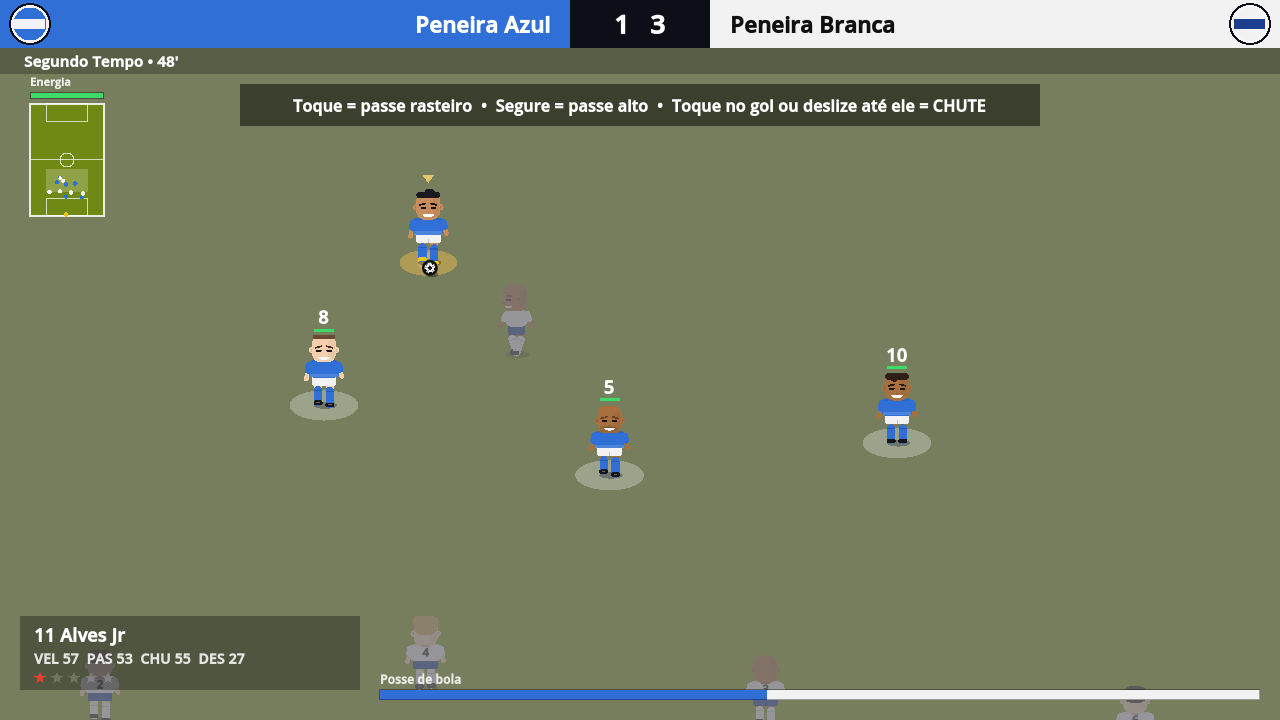 Peneira Azul 1 3 Peneira Branca
Segundo Tempo • 48'
Energia
Toque = passe rasteiro • Segure = passe alto • Toque no gol ou deslize até ele = CHUTE
8
10
5
11 Alves Jr
VEL 57 PAS 53 CHU 55 DES 27
4
2
Posse de bola